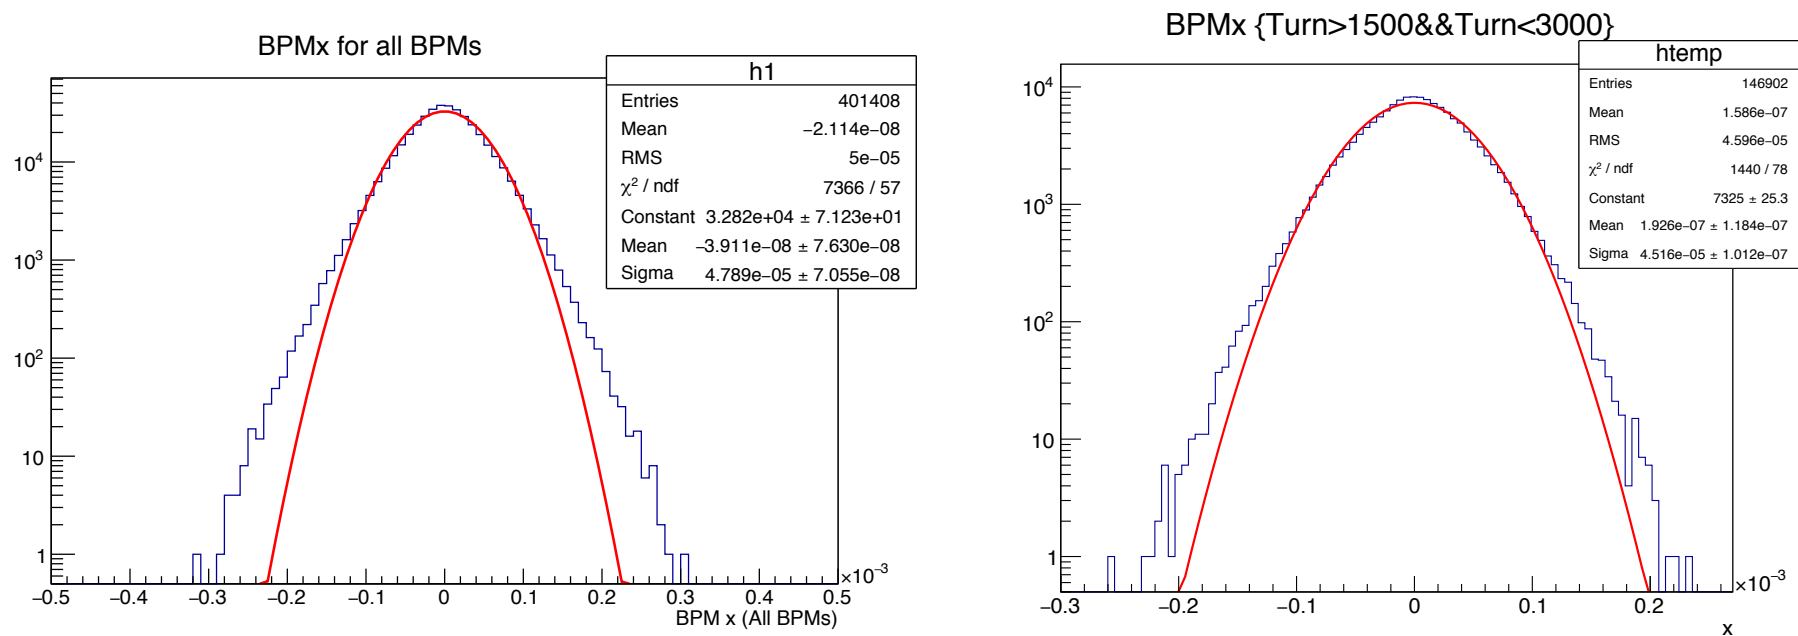 BPMx for all BPMs
h1
Entries 401408
Mean −2.114e−08
RMS 5e−05
χ² / ndf 7366 / 57
Constant 3.282e+04 ± 7.123e+01
Mean −3.911e−08 ± 7.630e−08
Sigma 4.789e−05 ± 7.055e−08
10⁴
10³
10²
10
1
−0.5 −0.4 −0.3 −0.2 −0.1 0 0.1 0.2 0.3 0.4 0.5
×10⁻³
BPM x (All BPMs)
BPMx {Turn>1500&&Turn<3000}
htemp
Entries 146902
Mean 1.586e−07
RMS 4.596e−05
χ² / ndf 1440 / 78
Constant 7325 ± 25.3
Mean 1.926e−07 ± 1.184e−07
Sigma 4.516e−05 ± 1.012e−07
10⁴
10³
10²
10
1
−0.3 −0.2 −0.1 0 0.1 0.2
×10⁻³
x